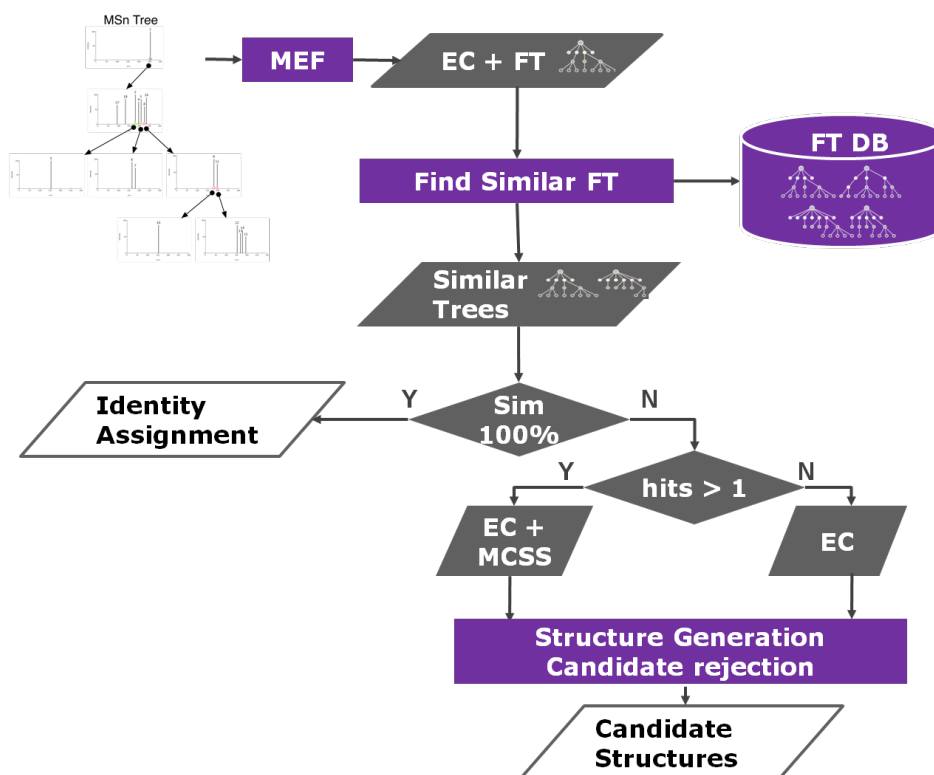 MSn Tree
MEF
EC + FT
FT DB
Find Similar FT
Similar
Trees
Y
N
Identity
Assignment
Sim
100%
Y
N
hits > 1
EC +
MCSS
EC
Structure Generation
Candidate rejection
Candidate
Structures